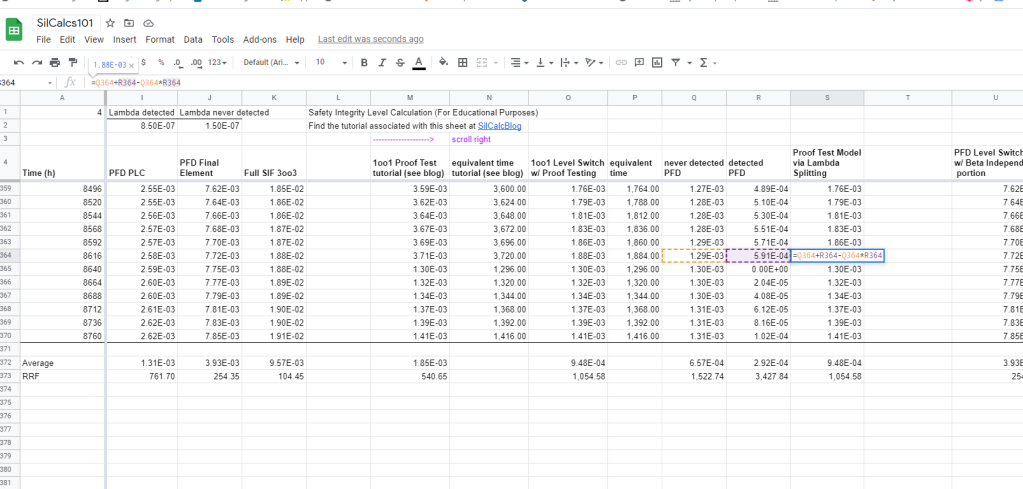 SilCalcs101
File Edit View Insert Format Data Tools Add-ons Help Last edit was seconds ago
1.88E-03 × $ % .0 .00 123 Default (Ari... 10 B I S A
364 fx =Q364+R364-Q364*R364
A I J K L M N O P Q R S T U
1 4 Lambda detected Lambda never detected Safety Integrity Level Calculation (For Educational Purposes)
2 8.50E-07 1.50E-07 Find the tutorial associated with this sheet at SilCalcBlog
3 --------------------> scroll right
4 Time (h) PFD PLC PFD Final Element Full SIF 3oo3 1oo1 Proof Test tutorial (see blog) equivalent time tutorial (see blog) 1oo1 Level Switch w/ Proof Testing equivalent time never detected PFD detected PFD Proof Test Model via Lambda Splitting PFD Level Switch w/ Beta Independ portion
359 8496 2.55E-03 7.62E-03 1.85E-02 3.59E-03 3,600.00 1.76E-03 1,764.00 1.27E-03 4.89E-04 1.76E-03 7.62E
360 8520 2.55E-03 7.64E-03 1.86E-02 3.62E-03 3,624.00 1.79E-03 1,788.00 1.28E-03 5.10E-04 1.79E-03 7.64E
361 8544 2.56E-03 7.66E-03 1.86E-02 3.64E-03 3,648.00 1.81E-03 1,812.00 1.28E-03 5.30E-04 1.81E-03 7.66E
362 8568 2.57E-03 7.68E-03 1.87E-02 3.67E-03 3,672.00 1.83E-03 1,836.00 1.28E-03 5.51E-04 1.83E-03 7.68E
363 8592 2.57E-03 7.70E-03 1.87E-02 3.69E-03 3,696.00 1.86E-03 1,860.00 1.29E-03 5.71E-04 1.86E-03 7.70E
364 8616 2.58E-03 7.72E-03 1.88E-02 3.71E-03 3,720.00 1.88E-03 1,884.00 1.29E-03 5.91E-04 =Q364+R364-Q364*R364 7.72E
365 8640 2.59E-03 7.75E-03 1.88E-02 1.30E-03 1,296.00 1.30E-03 1,296.00 1.30E-03 0.00E+00 1.30E-03 7.75E
366 8664 2.60E-03 7.77E-03 1.89E-02 1.32E-03 1,320.00 1.32E-03 1,320.00 1.30E-03 2.04E-05 1.32E-03 7.77E
367 8688 2.60E-03 7.79E-03 1.89E-02 1.34E-03 1,344.00 1.34E-03 1,344.00 1.30E-03 4.08E-05 1.34E-03 7.79E
368 8712 2.61E-03 7.81E-03 1.90E-02 1.37E-03 1,368.00 1.37E-03 1,368.00 1.31E-03 6.12E-05 1.37E-03 7.81E
369 8736 2.62E-03 7.83E-03 1.90E-02 1.39E-03 1,392.00 1.39E-03 1,392.00 1.31E-03 8.16E-05 1.39E-03 7.83E
370 8760 2.62E-03 7.85E-03 1.91E-02 1.41E-03 1,416.00 1.41E-03 1,416.00 1.31E-03 1.02E-04 1.41E-03 7.85E
371
372 Average 1.31E-03 3.93E-03 9.57E-03 1.85E-03 9.48E-04 6.57E-04 2.92E-04 9.48E-04 3.93E
373 RRF 761.70 254.35 104.45 540.65 1,054.58 1,522.74 3,427.84 1,054.58 254
374
375
376
377
378
379
380
381